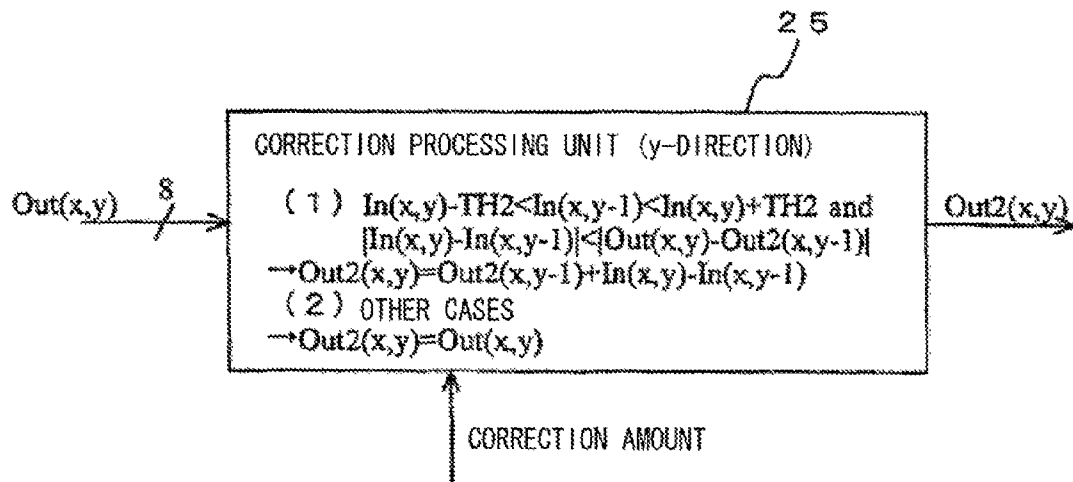 ２５
CORRECTION PROCESSING UNIT (y-DIRECTION)
Out(x,y)
8
(１) In(x,y)-TH2<In(x,y-1)<In(x,y)+TH2 and
|In(x,y)-In(x,y-1)|<|Out(x,y)-Out2(x,y-1)|
→Out2(x,y)=Out2(x,y-1)+In(x,y)-In(x,y-1)
(２) OTHER CASES
→Out2(x,y)=Out(x,y)
Out2(x,y)
CORRECTION AMOUNT